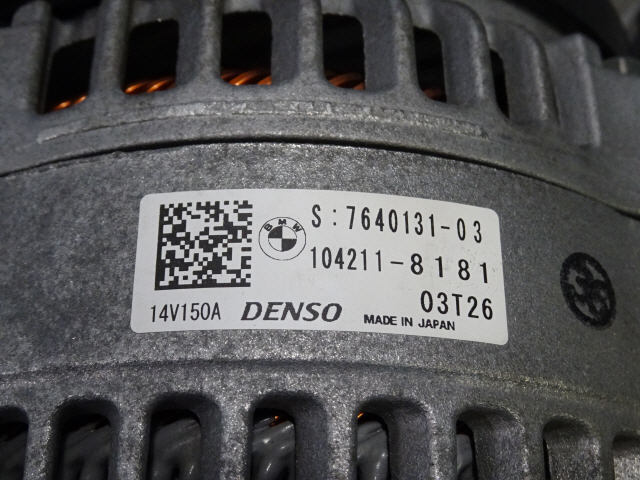 BMW
S:7640131-03
104211-8181
03T26
14V150A DENSO MADE IN JAPAN